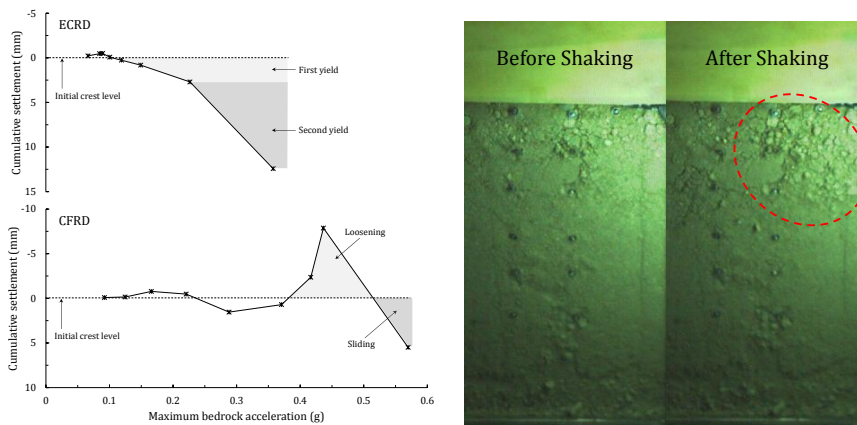 ECRD
Cumulative settlement (mm)
-5
0
5
10
15
Initial crest level
First yield
Second yield
CFRD
Cumulative settlement (mm)
-10
-5
0
5
10
Initial crest level
Loosening
Sliding
0
0.1
0.2
0.3
0.4
0.5
0.6
Maximum bedrock acceleration (g)
Before Shaking
After Shaking